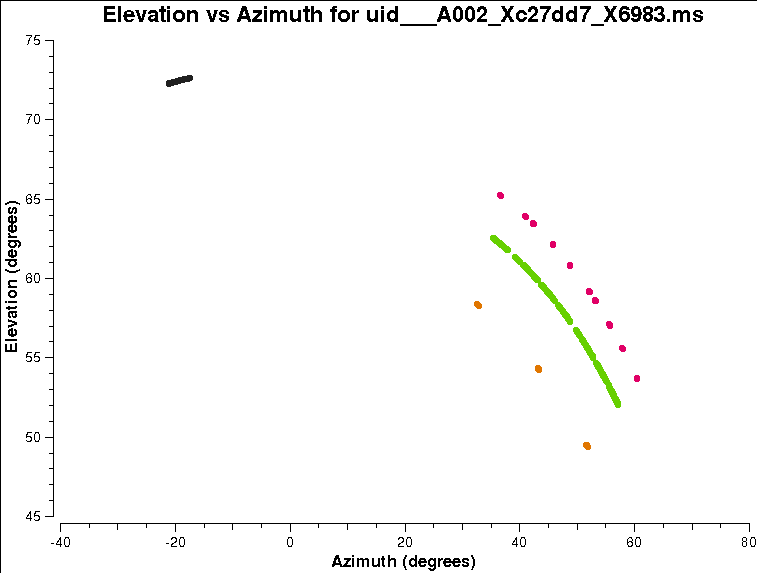 Elevation vs Azimuth for uid___A002_Xc27dd7_X6983.ms
75
70
65
60
55
50
45
Elevation (degrees)
-40 -20 0 20 40 60 80
Azimuth (degrees)